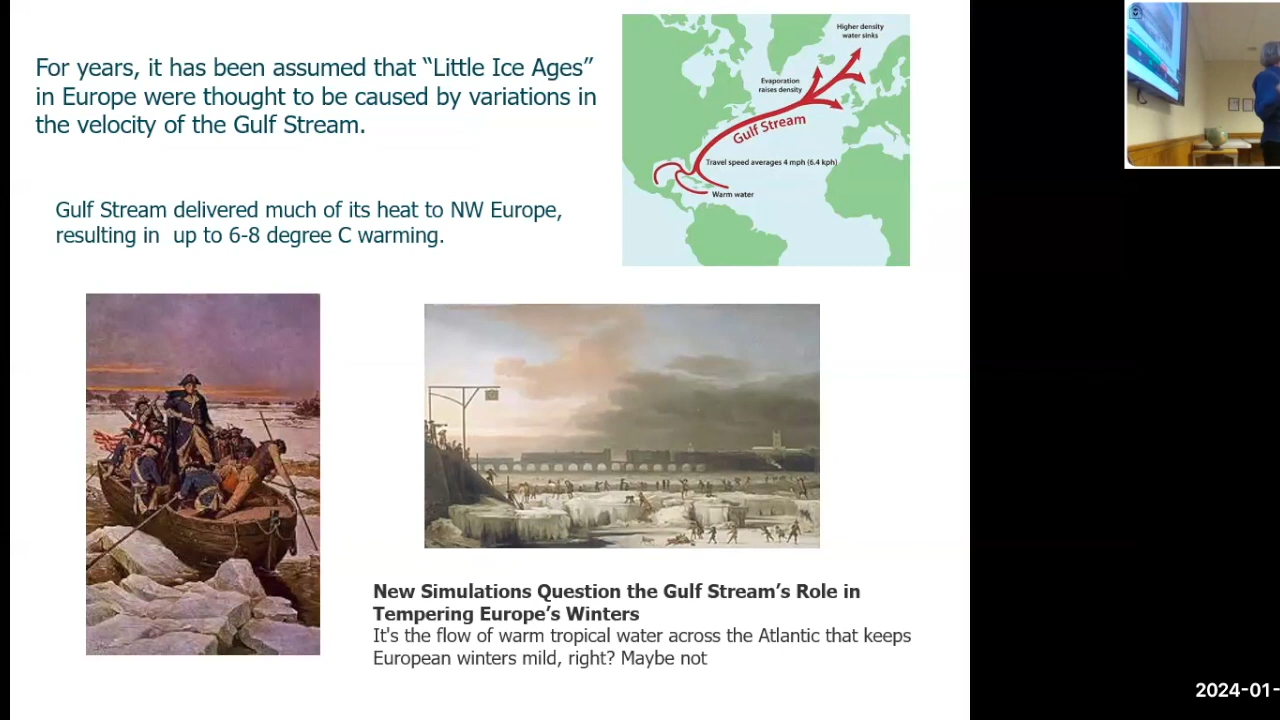 For years, it has been assumed that “Little Ice Ages”
in Europe were thought to be caused by variations in
the velocity of the Gulf Stream.
Gulf Stream delivered much of its heat to NW Europe,
resulting in  up to 6-8 degree C warming.
Higher density
water sinks
Evaporation
raises density
Gulf Stream
Travel speed averages 4 mph (6.4 kph)
Warm water
New Simulations Question the Gulf Stream’s Role in
Tempering Europe’s Winters
It's the flow of warm tropical water across the Atlantic that keeps
European winters mild, right? Maybe not
2024-01-